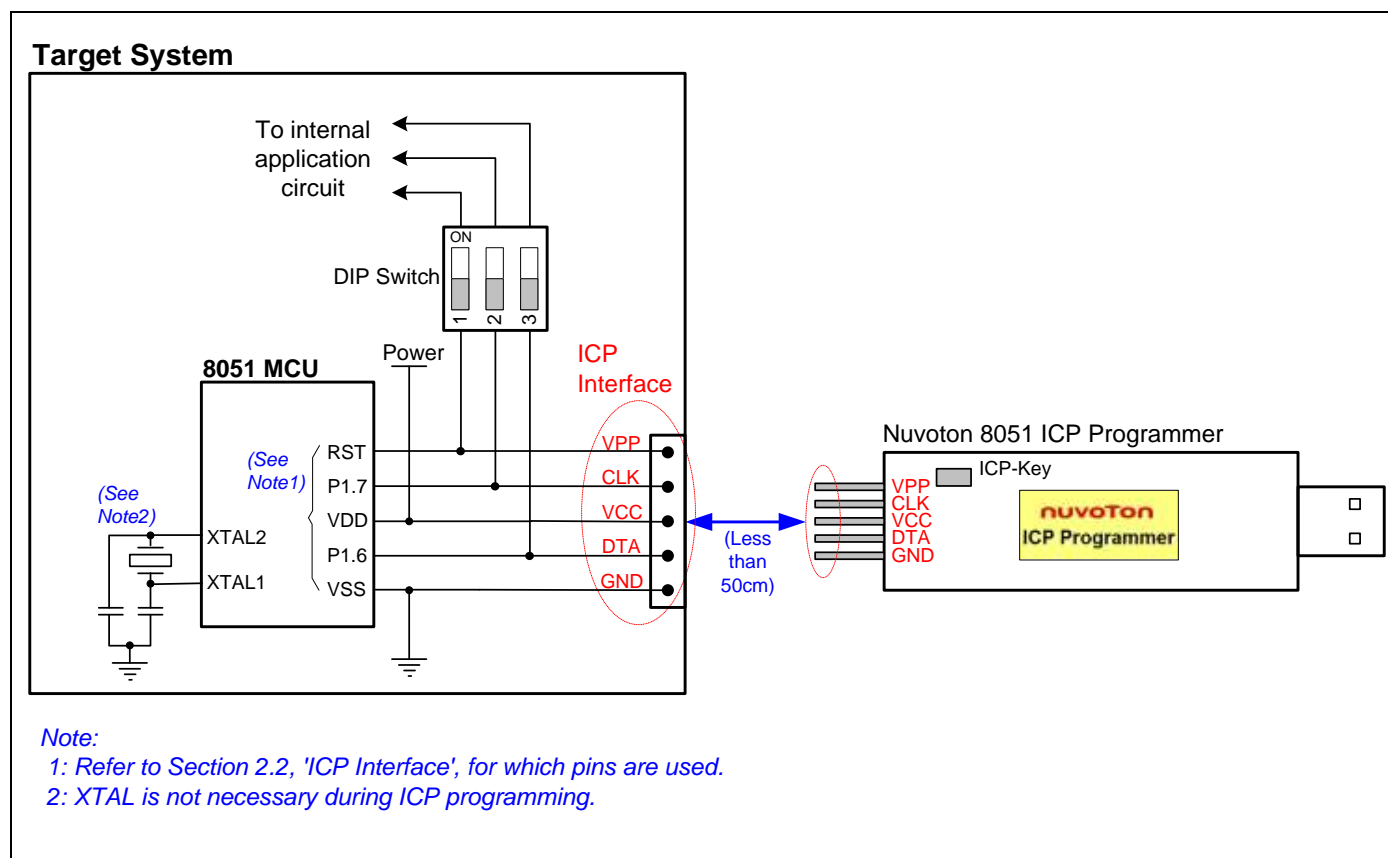 Target System
To internal
application
circuit
ON
DIP Switch
1 2 3
Power
8051 MCU
ICP
Interface
(See
Note1)
(See
Note2)
RST
P1.7
VDD
P1.6
VSS
XTAL2
XTAL1
VPP
CLK
VCC
DTA
GND
(Less
than
50cm)
Nuvoton 8051 ICP Programmer
ICP-Key
VPP
CLK
VCC
DTA
GND
nuvoTon
ICP Programmer
Note:
1: Refer to Section 2.2, 'ICP Interface', for which pins are used.
2: XTAL is not necessary during ICP programming.